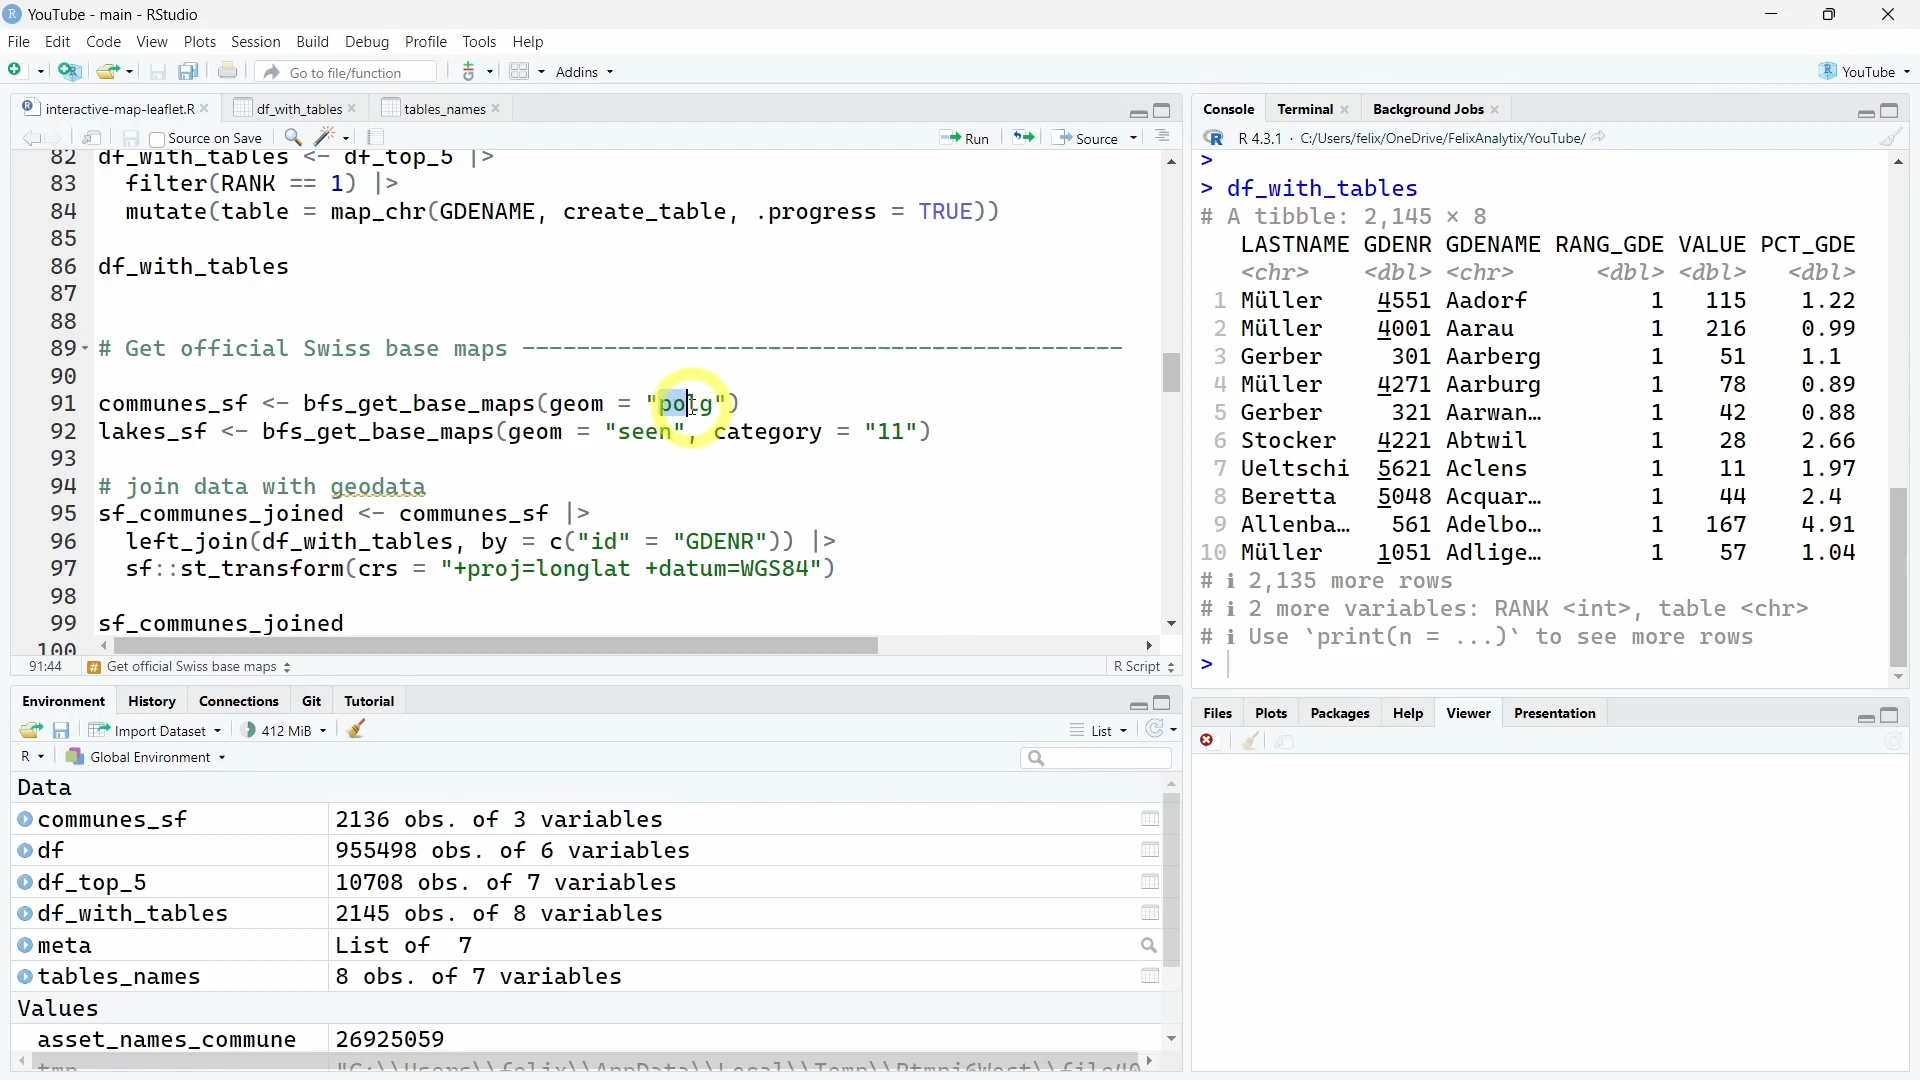 YouTube - main - RStudio
File Edit Code View Plots Session Build Debug Profile Tools Help
Go to file/function Addins YouTube
interactive-map-leaflet.R df_with_tables tables_names
Source on Save Run Source
82 df_with_tables <- df_top_5 |>
83 filter(RANK == 1) |>
84 mutate(table = map_chr(GDENAME, create_table, .progress = TRUE))
85
86 df_with_tables
87
88
89 # Get official Swiss base maps --------------------------------------------
90
91 communes_sf <- bfs_get_base_maps(geom = "polg")
92 lakes_sf <- bfs_get_base_maps(geom = "seen", category = "11")
93
94 # join data with geodata
95 sf_communes_joined <- communes_sf |>
96 left_join(df_with_tables, by = c("id" = "GDENR")) |>
97 sf::st_transform(crs = "+proj=longlat +datum=WGS84")
98
99 sf_communes_joined
100
91:44 # Get official Swiss base maps R Script
Console Terminal Background Jobs
R 4.3.1 · C:/Users/felix/OneDrive/FelixAnalytix/YouTube/
>
> df_with_tables
# A tibble: 2,145 × 8
LASTNAME GDENR GDENAME RANG_GDE VALUE PCT_GDE
<chr> <dbl> <chr> <dbl> <dbl> <dbl>
1 Müller 4551 Aadorf 1 115 1.22
2 Müller 4001 Aarau 1 216 0.99
3 Gerber 301 Aarberg 1 51 1.1
4 Müller 4271 Aarburg 1 78 0.89
5 Gerber 321 Aarwan… 1 42 0.88
6 Stocker 4221 Abtwil 1 28 2.66
7 Ueltschi 5621 Aclens 1 11 1.97
8 Beretta 5048 Acquar… 1 44 2.4
9 Allenba… 561 Adelbo… 1 167 4.91
10 Müller 1051 Adlige… 1 57 1.04
# ℹ 2,135 more rows
# ℹ 2 more variables: RANK <int>, table <chr>
# ℹ Use `print(n = ...)` to see more rows
>
Environment History Connections Git Tutorial
Import Dataset 412 MiB List
R Global Environment
Data
communes_sf 2136 obs. of 3 variables
df 955498 obs. of 6 variables
df_top_5 10708 obs. of 7 variables
df_with_tables 2145 obs. of 8 variables
meta List of 7
tables_names 8 obs. of 7 variables
Values
asset_names_commune 26925059
Files Plots Packages Help Viewer Presentation